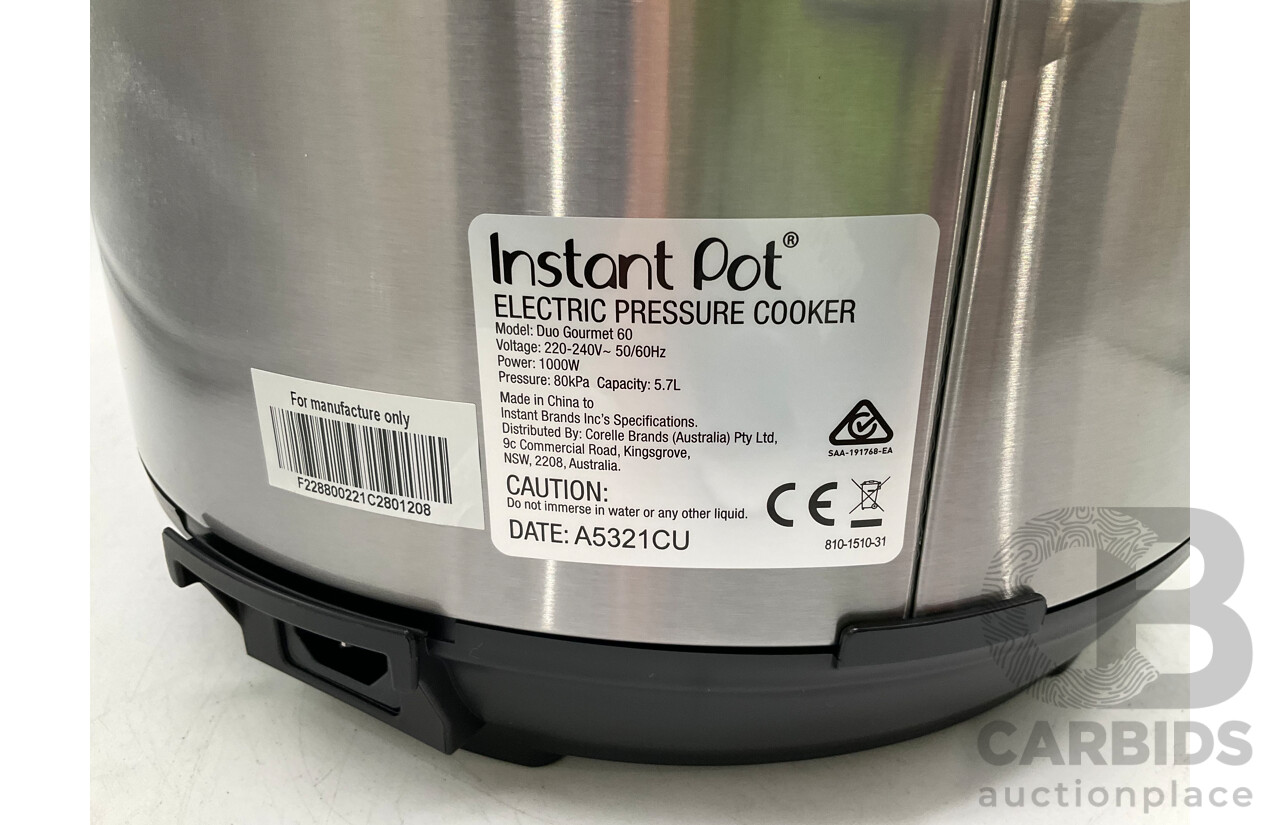 Instant Pot®
ELECTRIC PRESSURE COOKER
Model: Duo Gourmet 60
Voltage: 220-240V~ 50/60Hz
Power: 1000W
Pressure: 80kPa Capacity: 5.7L
Made in China to
Instant Brands Inc's Specifications.
Distributed By: Corelle Brands (Australia) Pty Ltd,
9c Commercial Road, Kingsgrove,
NSW, 2208, Australia.
SAA-191768-EA
CAUTION:
Do not immerse in water or any other liquid.
CE
DATE: A5321CU
810-1510-31
For manufacture only
F228800221C2801208
CB
CARBIDS
auctionplace